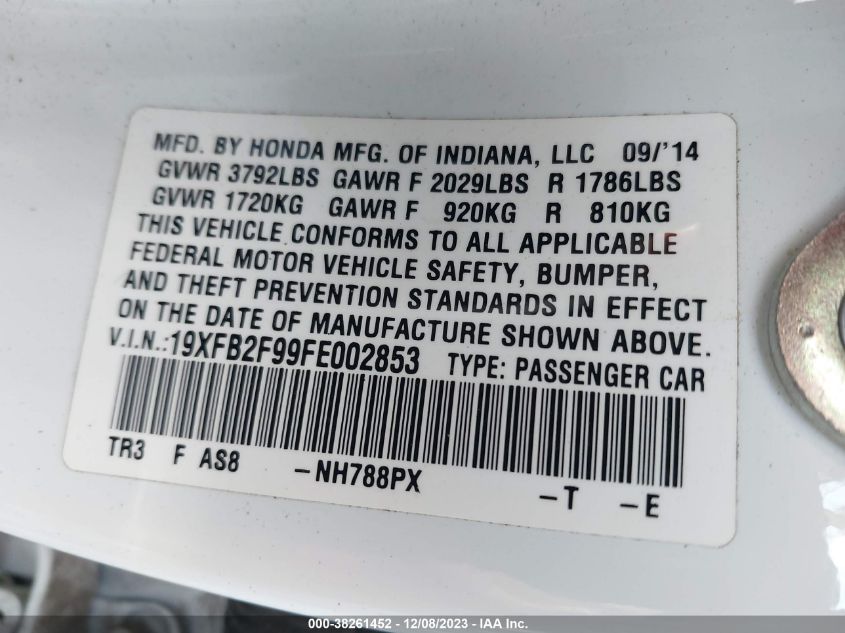 MFD. BY HONDA MFG. OF INDIANA, LLC 09/'14
GVWR 3792LBS GAWR F 2029LBS R 1786LBS
GVWR 1720KG GAWR F 920KG R 810KG
THIS VEHICLE CONFORMS TO ALL APPLICABLE
FEDERAL MOTOR VEHICLE SAFETY, BUMPER,
AND THEFT PREVENTION STANDARDS IN EFFECT
ON THE DATE OF MANUFACTURE SHOWN ABOVE.
V.I.N.:19XFB2F99FE002853 TYPE: PASSENGER CAR
TR3 F AS8 -NH788PX -T -E
000-38261452 - 12/08/2023 - IAA Inc.